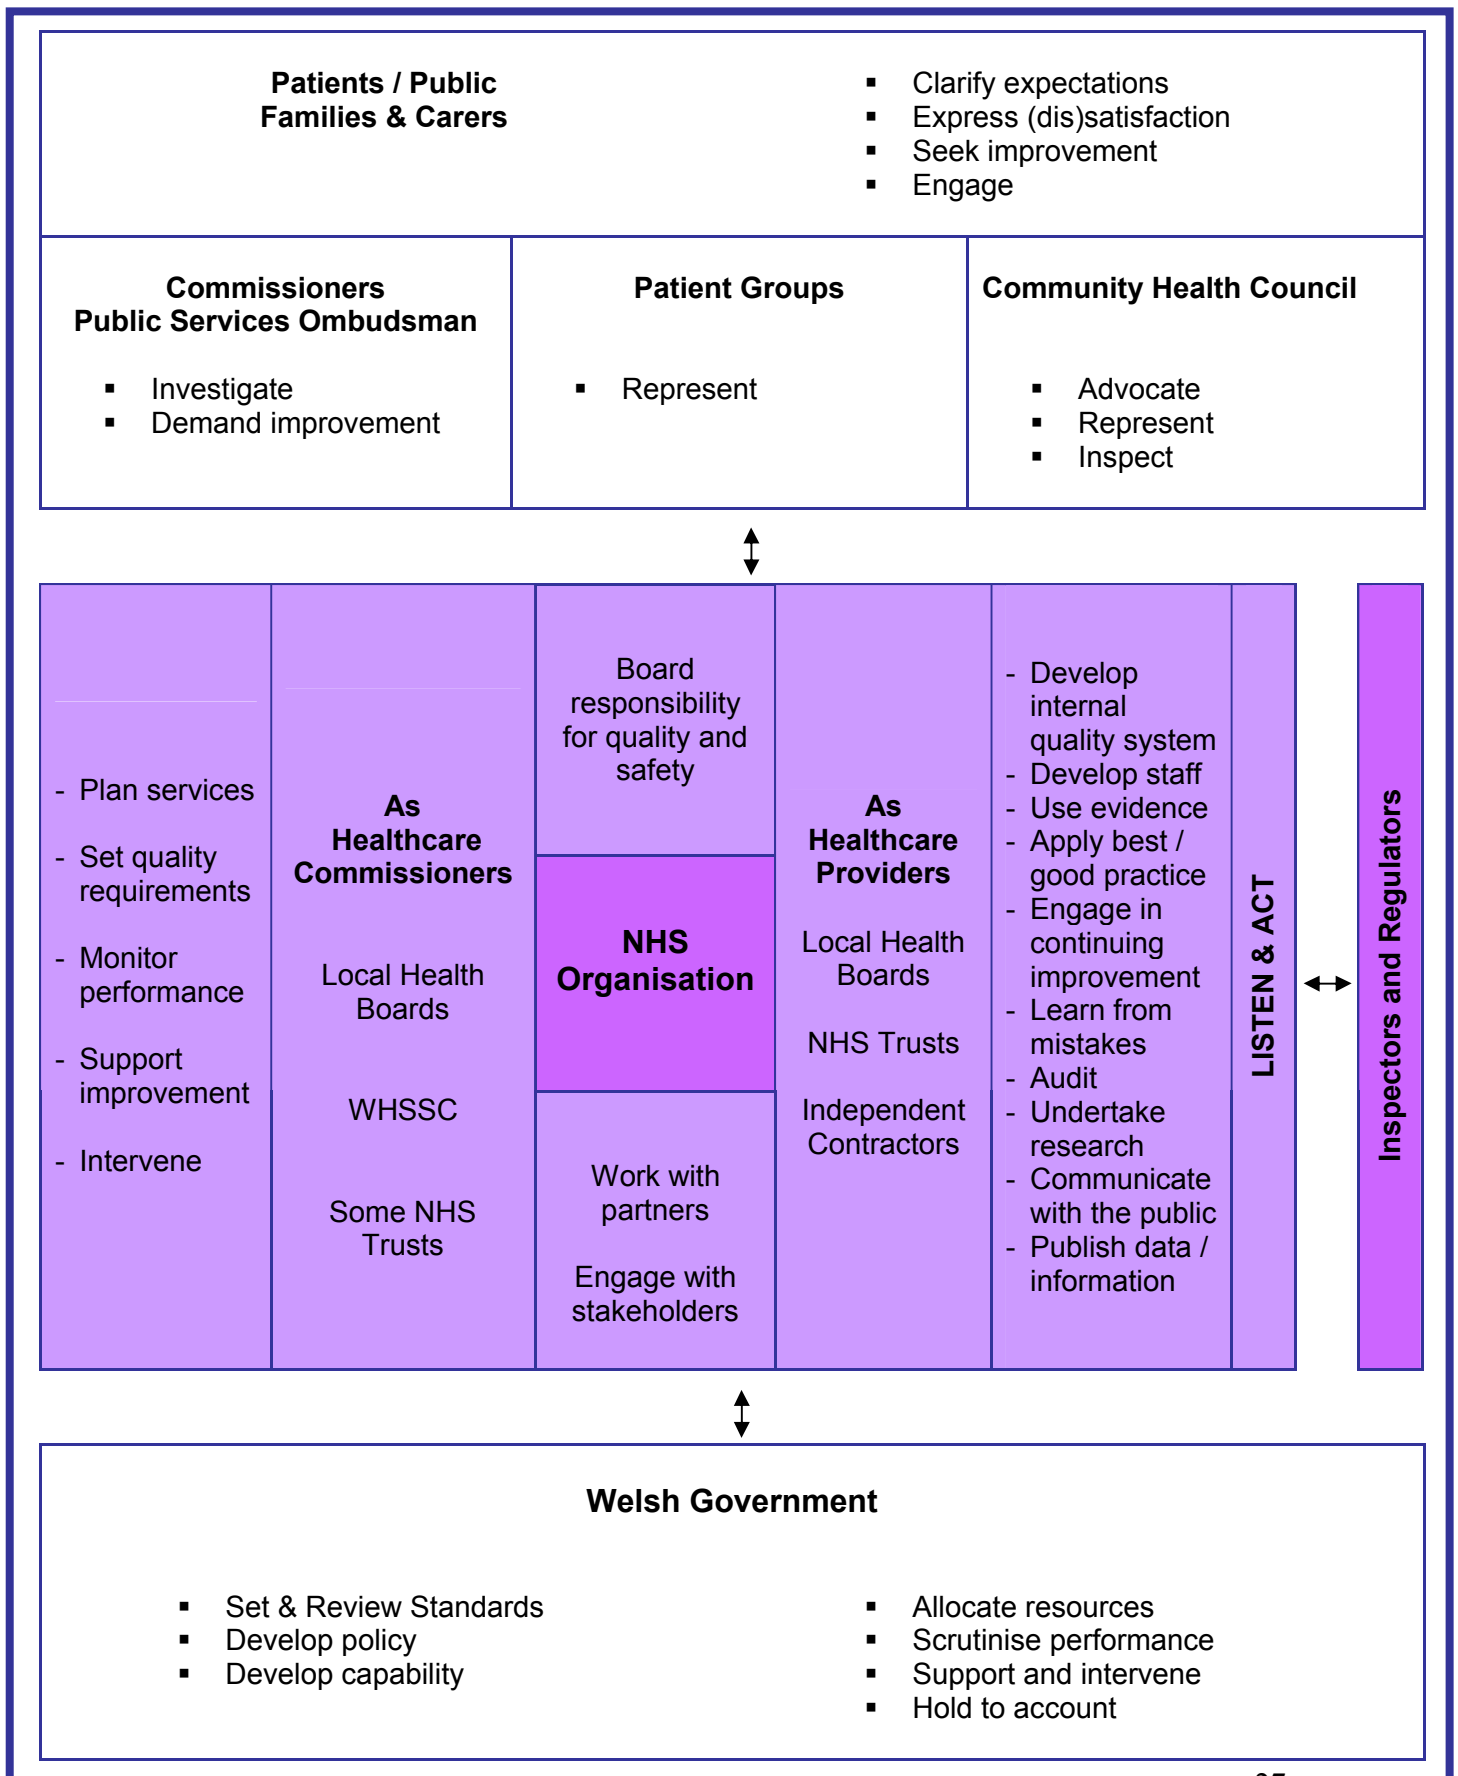 Patients / Public
Families & Carers
▪ Clarify expectations
▪ Express (dis)satisfaction
▪ Seek improvement
▪ Engage
Commissioners
Public Services Ombudsman
▪ Investigate
▪ Demand improvement
Patient Groups
▪ Represent
Community Health Council
▪ Advocate
▪ Represent
▪ Inspect
- Plan services
- Set quality
requirements
- Monitor
performance
- Support
improvement
- Intervene
As
Healthcare
Commissioners
Local Health
Boards
WHSSC
Some NHS
Trusts
Board
responsibility
for quality and
safety
NHS
Organisation
Work with
partners
Engage with
stakeholders
As
Healthcare
Providers
Local Health
Boards
NHS Trusts
Independent
Contractors
- Develop
internal
quality system
- Develop staff
- Use evidence
- Apply best /
good practice
- Engage in
continuing
improvement
- Learn from
mistakes
- Audit
- Undertake
research
- Communicate
with the public
- Publish data /
information
LISTEN & ACT
Inspectors and Regulators
Welsh Government
▪ Set & Review Standards
▪ Develop policy
▪ Develop capability
▪ Allocate resources
▪ Scrutinise performance
▪ Support and intervene
▪ Hold to account